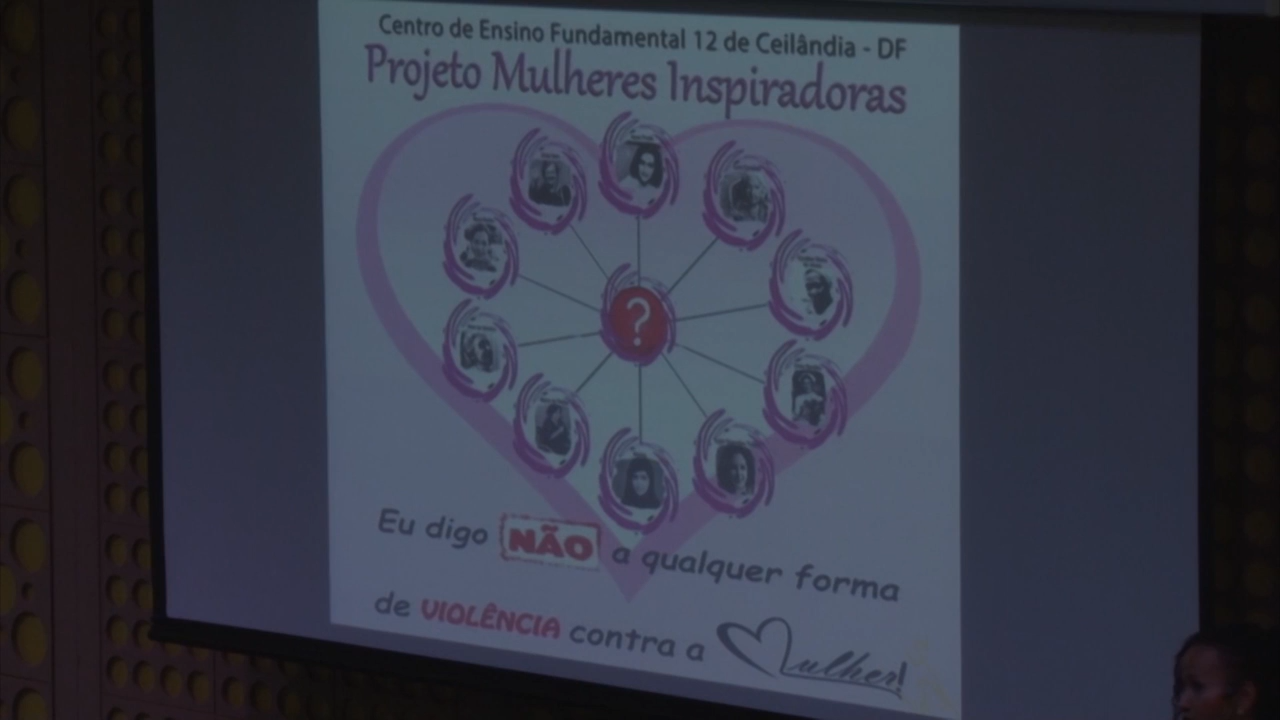 Centro de Ensino Fundamental 12 de Ceilândia - DF
Projeto Mulheres Inspiradoras
?
Eu digo NÃO a qualquer forma
de VIOLÊNCIA contra a Mulher!